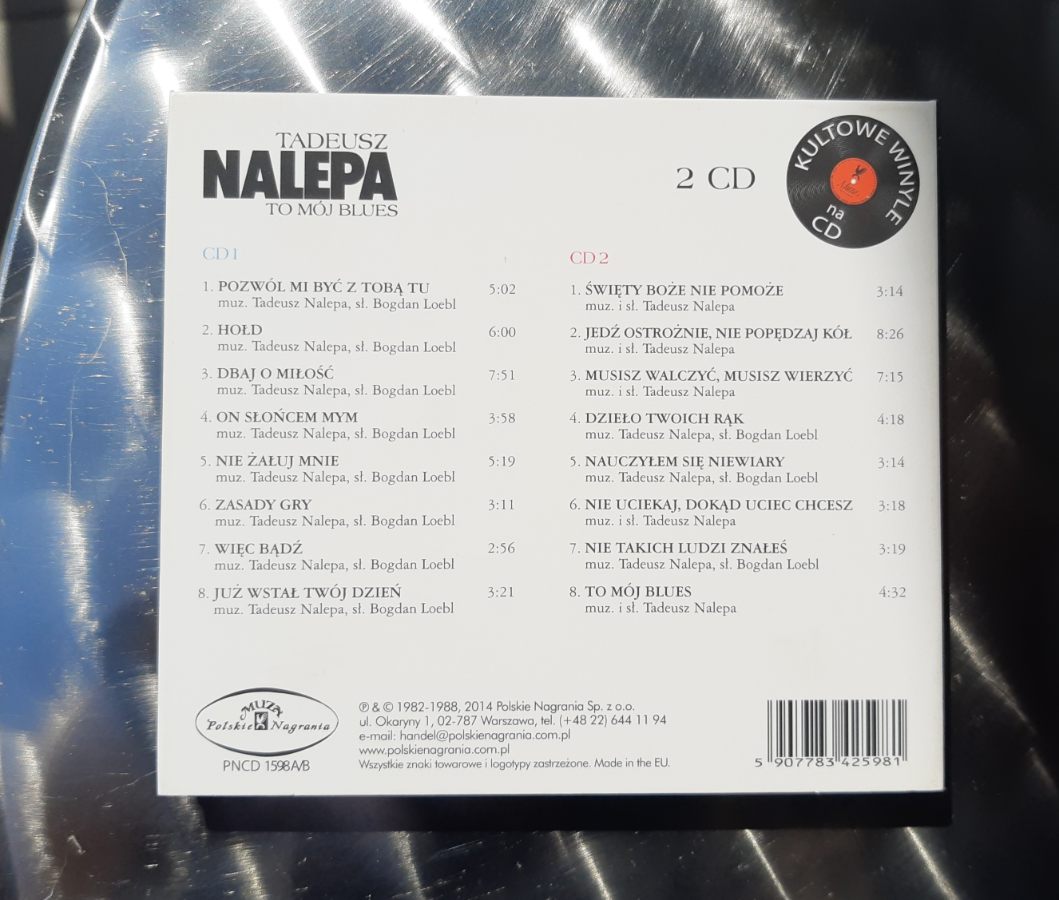 TADEUSZ
NALEPA
TO MÓJ BLUES
2 CD
KULTOWE WINYLE
na
CD
CD 1
1. POZWÓL MI BYĆ Z TOBĄ TU 5:02
muz. Tadeusz Nalepa, sł. Bogdan Loebl
2. HOŁD 6:00
muz. Tadeusz Nalepa, sł. Bogdan Loebl
3. DBAJ O MIŁOŚĆ 7:51
muz. Tadeusz Nalepa, sł. Bogdan Loebl
4. ON SŁOŃCEM MYM 3:58
muz. Tadeusz Nalepa, sł. Bogdan Loebl
5. NIE ŻAŁUJ MNIE 5:19
muz. Tadeusz Nalepa, sł. Bogdan Loebl
6. ZASADY GRY 3:11
muz. Tadeusz Nalepa, sł. Bogdan Loebl
7. WIĘC BĄDŹ 2:56
muz. Tadeusz Nalepa, sł. Bogdan Loebl
8. JUŻ WSTAŁ TWÓJ DZIEŃ 3:21
muz. Tadeusz Nalepa, sł. Bogdan Loebl
CD 2
1. ŚWIĘTY BOŻE NIE POMOŻE 3:14
muz. i sł. Tadeusz Nalepa
2. JEDŹ OSTROŻNIE, NIE POPĘDZAJ KÓŁ 8:26
muz. i sł. Tadeusz Nalepa
3. MUSISZ WALCZYĆ, MUSISZ WIERZYĆ 7:15
muz. i sł. Tadeusz Nalepa
4. DZIEŁO TWOICH RĄK 4:18
muz. Tadeusz Nalepa, sł. Bogdan Loebl
5. NAUCZYŁEM SIĘ NIEWIARY 3:14
muz. Tadeusz Nalepa, sł. Bogdan Loebl
6. NIE UCIEKAJ, DOKĄD UCIEC CHCESZ 3:18
muz. i sł. Tadeusz Nalepa
7. NIE TAKICH LUDZI ZNAŁEŚ 3:19
muz. Tadeusz Nalepa, sł. Bogdan Loebl
8. TO MÓJ BLUES 4:32
muz. i sł. Tadeusz Nalepa
MUZA
Polskie Nagrania
PNCD 1598A/B
℗ & © 1982-1988, 2014 Polskie Nagrania Sp. z o.o.
ul. Okaryny 1, 02-787 Warszawa, tel. (+48 22) 644 11 94
e-mail: handel@polskienagrania.com.pl
www.polskienagrania.com.pl
Wszystkie znaki towarowe i logotypy zastrzeżone. Made in the EU.
5 907783 425981